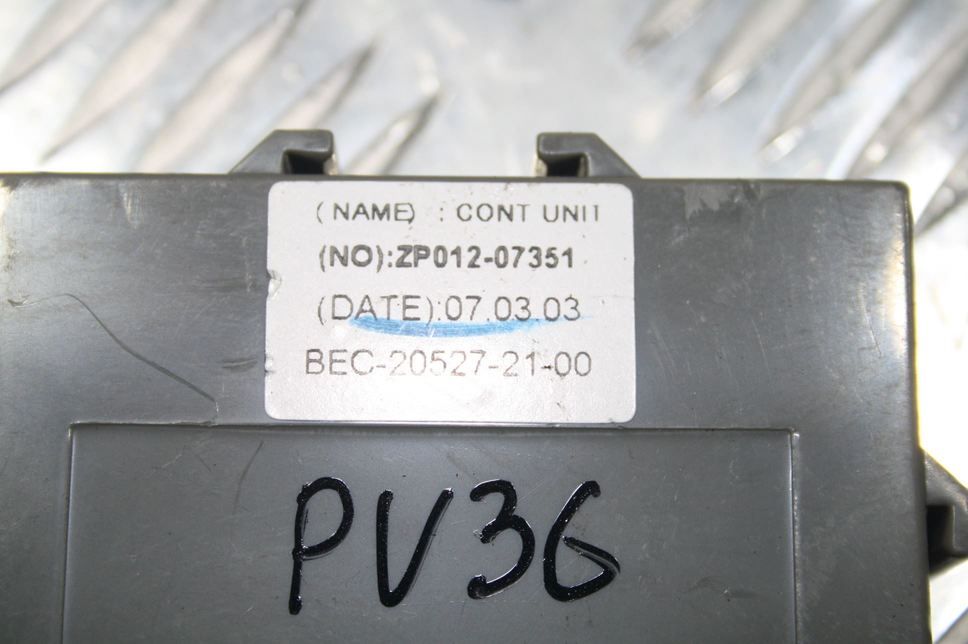 (NAME) : CONT UNIT
(NO):ZP012-07351
(DATE):07.03.03
BEC-20527-21-00
PV36